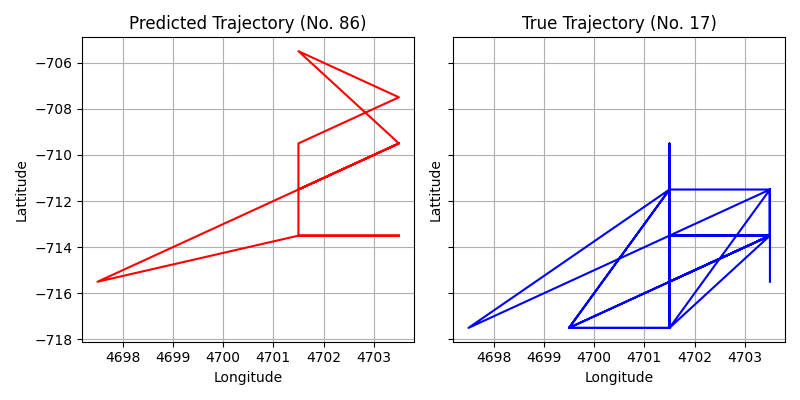 Predicted Trajectory (No. 86)
True Trajectory (No. 17)
Lattitude
−706
−708
−710
−712
−714
−716
−718
4698 4699 4700 4701 4702 4703
Longitude
Lattitude
4698 4699 4700 4701 4702 4703
Longitude